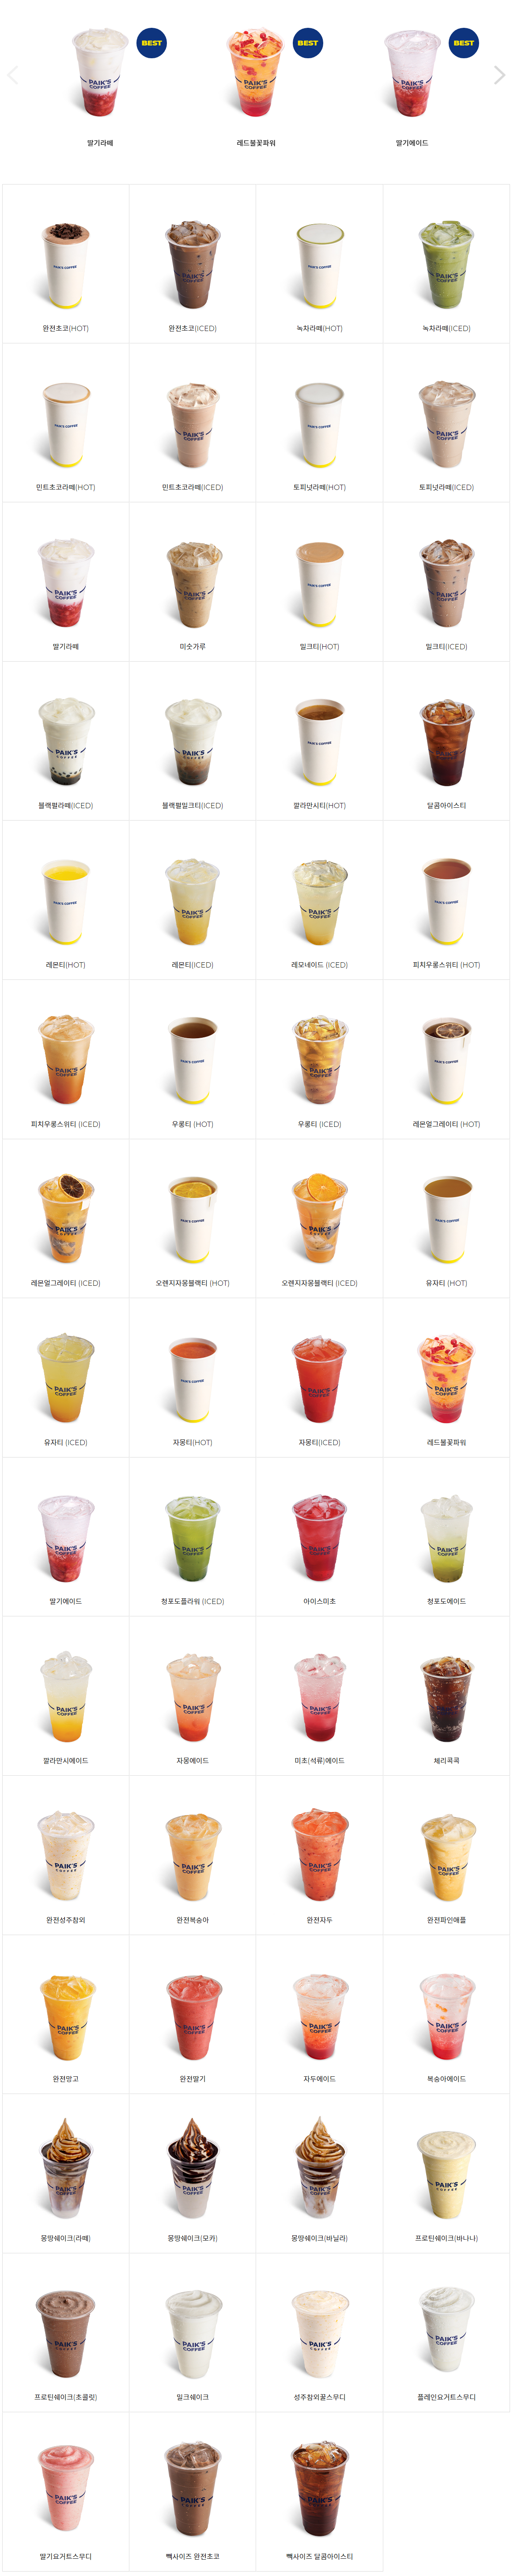 BEST
BEST
BEST
PAIK'S COFFEE
PAIK'S COFFEE
PAIK'S COFFEE
딸기라떼
레드불꽃파워
딸기에이드
완전초코(HOT)
완전초코(ICED)
녹차라떼(HOT)
녹차라떼(ICED)
민트초코라떼(HOT)
민트초코라떼(ICED)
토피넛라떼(HOT)
토피넛라떼(ICED)
딸기라떼
미숫가루
밀크티(HOT)
밀크티(ICED)
블랙펄라떼(ICED)
블랙펄밀크티(ICED)
깔라만시티(HOT)
달콤아이스티
레몬티(HOT)
레몬티(ICED)
레모네이드 (ICED)
피치우롱스위티 (HOT)
피치우롱스위티 (ICED)
우롱티 (HOT)
우롱티 (ICED)
레몬얼그레이티 (HOT)
레몬얼그레이티 (ICED)
오렌지자몽블랙티 (HOT)
오렌지자몽블랙티 (ICED)
유자티 (HOT)
유자티 (ICED)
자몽티(HOT)
자몽티(ICED)
레드불꽃파워
딸기에이드
청포도플라워 (ICED)
아이스미초
청포도에이드
깔라만시에이드
자몽에이드
미초(석류)에이드
체리콕콕
완전성주참외
완전복숭아
완전자두
완전파인애플
완전망고
완전딸기
자두에이드
복숭아에이드
몽땅쉐이크(라떼)
몽땅쉐이크(모카)
몽땅쉐이크(바닐라)
프로틴쉐이크(바나나)
프로틴쉐이크(초콜릿)
밀크쉐이크
성주참외꿀스무디
플레인요거트스무디
딸기요거트스무디
빽사이즈 완전초코
빽사이즈 달콤아이스티